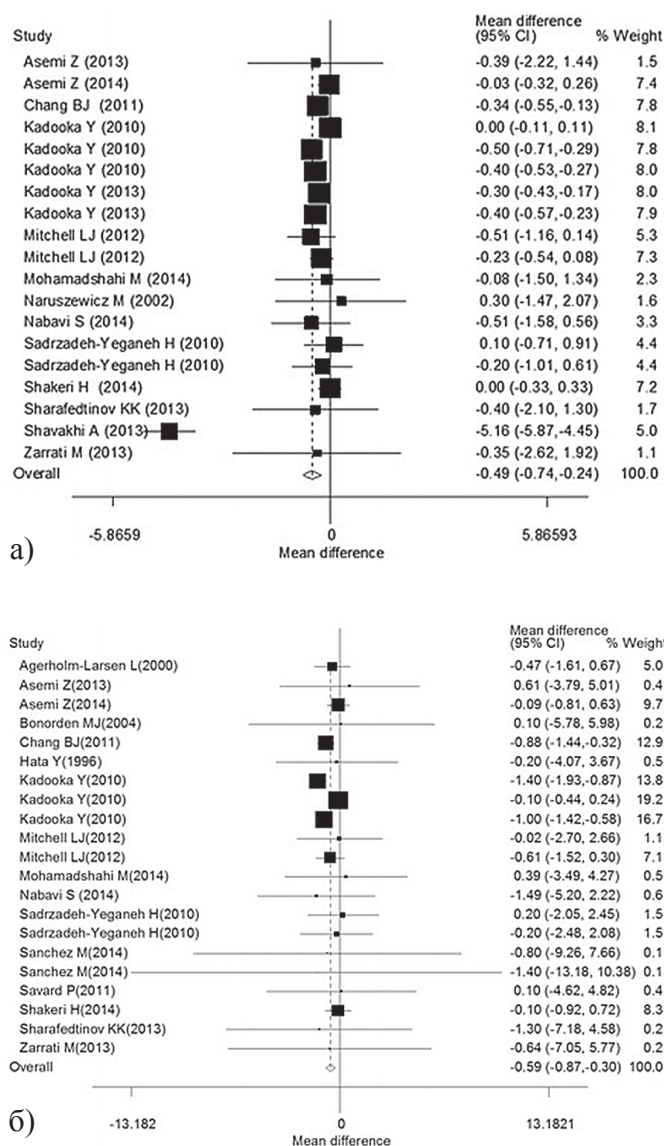 Mean difference
Study (95% CI) % Weight
Asemi Z (2013) -0.39 (-2.22, 1.44) 1.5
Asemi Z (2014) -0.03 (-0.32, 0.26) 7.4
Chang BJ (2011) -0.34 (-0.55,-0.13) 7.8
Kadooka Y (2010) 0.00 (-0.11, 0.11) 8.1
Kadooka Y (2010) -0.50 (-0.71,-0.29) 7.8
Kadooka Y (2010) -0.40 (-0.53,-0.27) 8.0
Kadooka Y (2013) -0.30 (-0.43,-0.17) 8.0
Kadooka Y (2013) -0.40 (-0.57,-0.23) 7.9
Mitchell LJ (2012) -0.51 (-1.16, 0.14) 5.3
Mitchell LJ (2012) -0.23 (-0.54, 0.08) 7.3
Mohamadshahi M (2014) -0.08 (-1.50, 1.34) 2.3
Naruszewicz M (2002) 0.30 (-1.47, 2.07) 1.6
Nabavi S (2014) -0.51 (-1.58, 0.56) 3.3
Sadrzadeh-Yeganeh H (2010) 0.10 (-0.71, 0.91) 4.4
Sadrzadeh-Yeganeh H (2010) -0.20 (-1.01, 0.61) 4.4
Shakeri H (2014) 0.00 (-0.33, 0.33) 7.2
Sharafedtinov KK (2013) -0.40 (-2.10, 1.30) 1.7
Shavakhi A (2013) -5.16 (-5.87,-4.45) 5.0
Zarrati M (2013) -0.35 (-2.62, 1.92) 1.1
Overall -0.49 (-0.74,-0.24) 100.0
-5.8659 0 5.86593
Mean difference
а)
Mean difference
Study (95% CI) % Weight
Agerholm-Larsen L(2000) -0.47 (-1.61, 0.67) 5.0
Asemi Z(2013) 0.61 (-3.79, 5.01) 0.4
Asemi Z(2014) -0.09 (-0.81, 0.63) 9.7
Bonorden MJ(2004) 0.10 (-5.78, 5.98) 0.2
Chang BJ(2011) -0.88 (-1.44,-0.32) 12.9
Hata Y(1996) -0.20 (-4.07, 3.67) 0.5
Kadooka Y(2010) -1.40 (-1.93,-0.87) 13.8
Kadooka Y(2010) -0.10 (-0.44, 0.24) 19.2
Kadooka Y(2010) -1.00 (-1.42,-0.58) 16.7
Mitchell LJ(2012) -0.02 (-2.70, 2.66) 1.1
Mitchell LJ(2012) -0.61 (-1.52, 0.30) 7.1
Mohamadshahi M(2014) 0.39 (-3.49, 4.27) 0.5
Nabavi S (2014) -1.49 (-5.20, 2.22) 0.6
Sadrzadeh-Yeganeh H(2010) 0.20 (-2.05, 2.45) 1.5
Sadrzadeh-Yeganeh H(2010) -0.20 (-2.48, 2.08) 1.5
Sanchez M(2014) -0.80 (-9.26, 7.66) 0.1
Sanchez M(2014) -1.40 (-13.18, 10.38) 0.1
Savard P(2011) 0.10 (-4.62, 4.82) 0.4
Shakeri H(2014) -0.10 (-0.92, 0.72) 8.3
Sharafedtinov KK(2013) -1.30 (-7.18, 4.58) 0.2
Zarrati M(2013) -0.64 (-7.05, 5.77) 0.2
Overall -0.59 (-0.87,-0.30) 100.0
-13.182 0 13.1821
Mean difference
б)